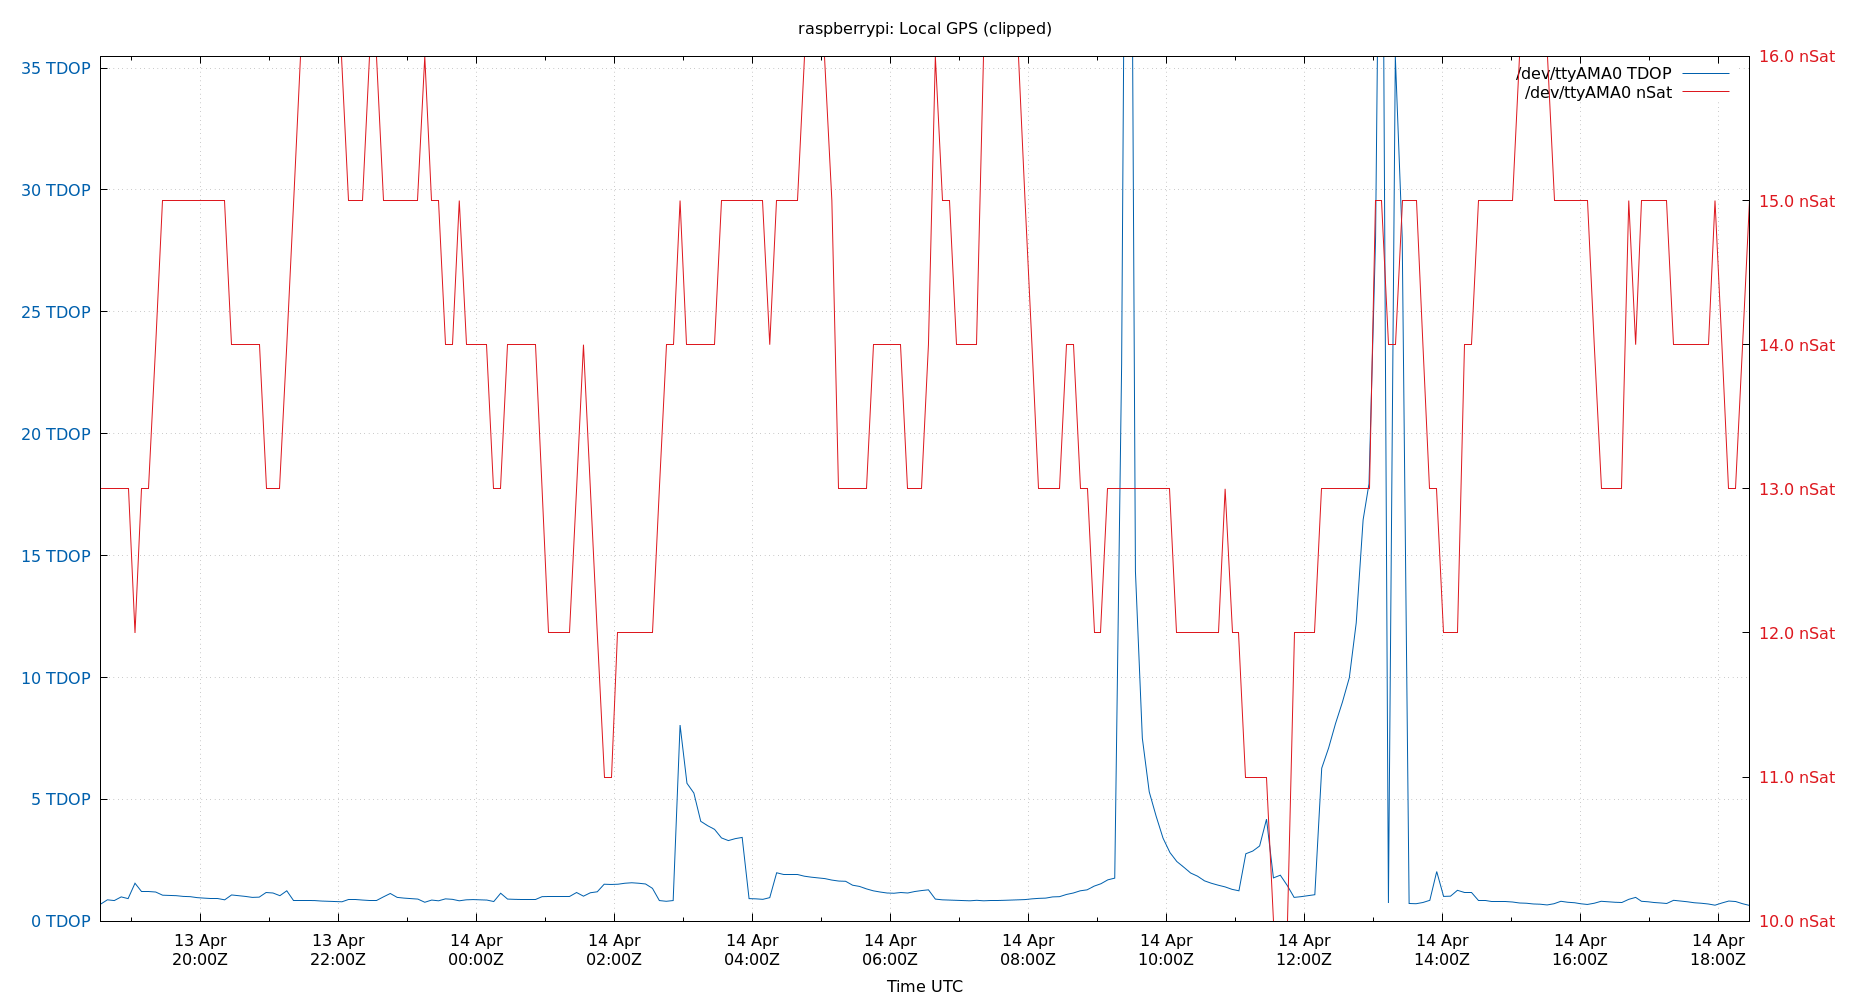 raspberrypi: Local GPS (clipped)
35 TDOP
30 TDOP
25 TDOP
20 TDOP
15 TDOP
10 TDOP
5 TDOP
0 TDOP
16.0 nSat
15.0 nSat
14.0 nSat
13.0 nSat
12.0 nSat
11.0 nSat
10.0 nSat
/dev/ttyAMA0 TDOP
/dev/ttyAMA0 nSat
13 Apr
20:00Z
13 Apr
22:00Z
14 Apr
00:00Z
14 Apr
02:00Z
14 Apr
04:00Z
14 Apr
06:00Z
14 Apr
08:00Z
14 Apr
10:00Z
14 Apr
12:00Z
14 Apr
14:00Z
14 Apr
16:00Z
14 Apr
18:00Z
Time UTC